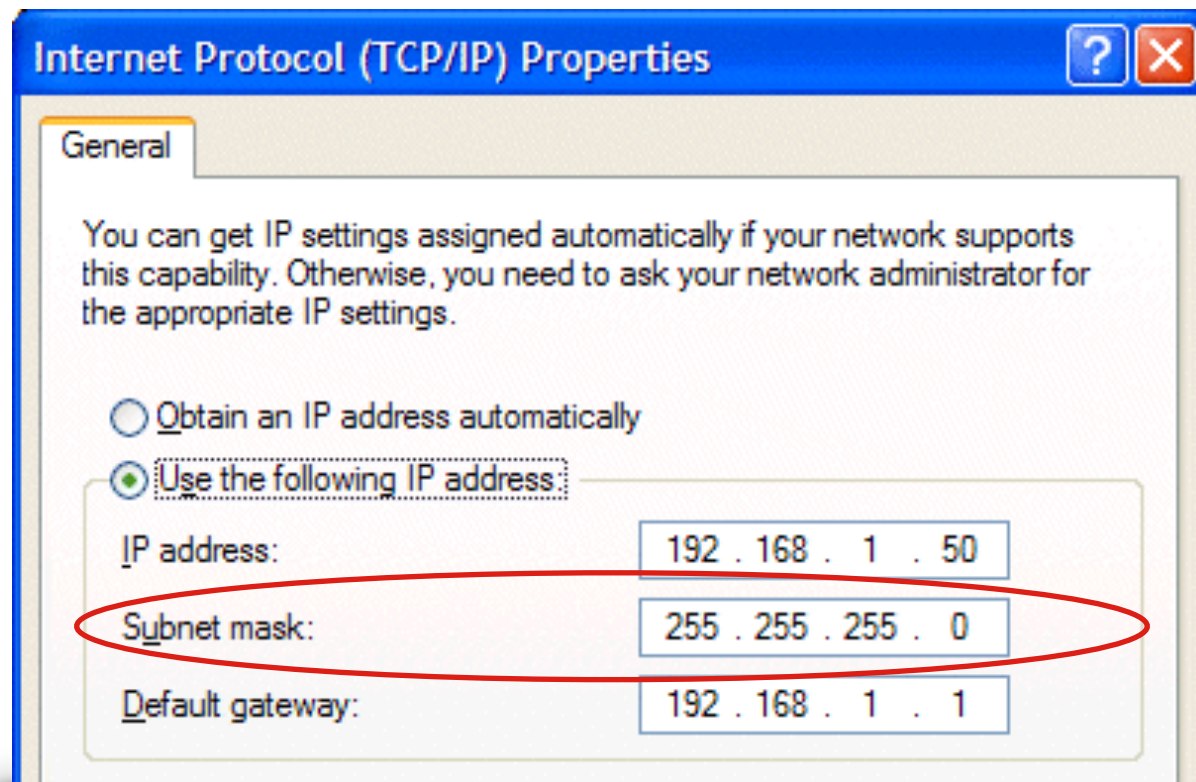 Internet Protocol (TCP/IP) Properties
General
You can get IP settings assigned automatically if your network supports
this capability. Otherwise, you need to ask your network administrator for
the appropriate IP settings.
Obtain an IP address automatically
Use the following IP address:
IP address: 192 . 168 . 1 . 50
Subnet mask: 255 . 255 . 255 . 0
Default gateway: 192 . 168 . 1 . 1